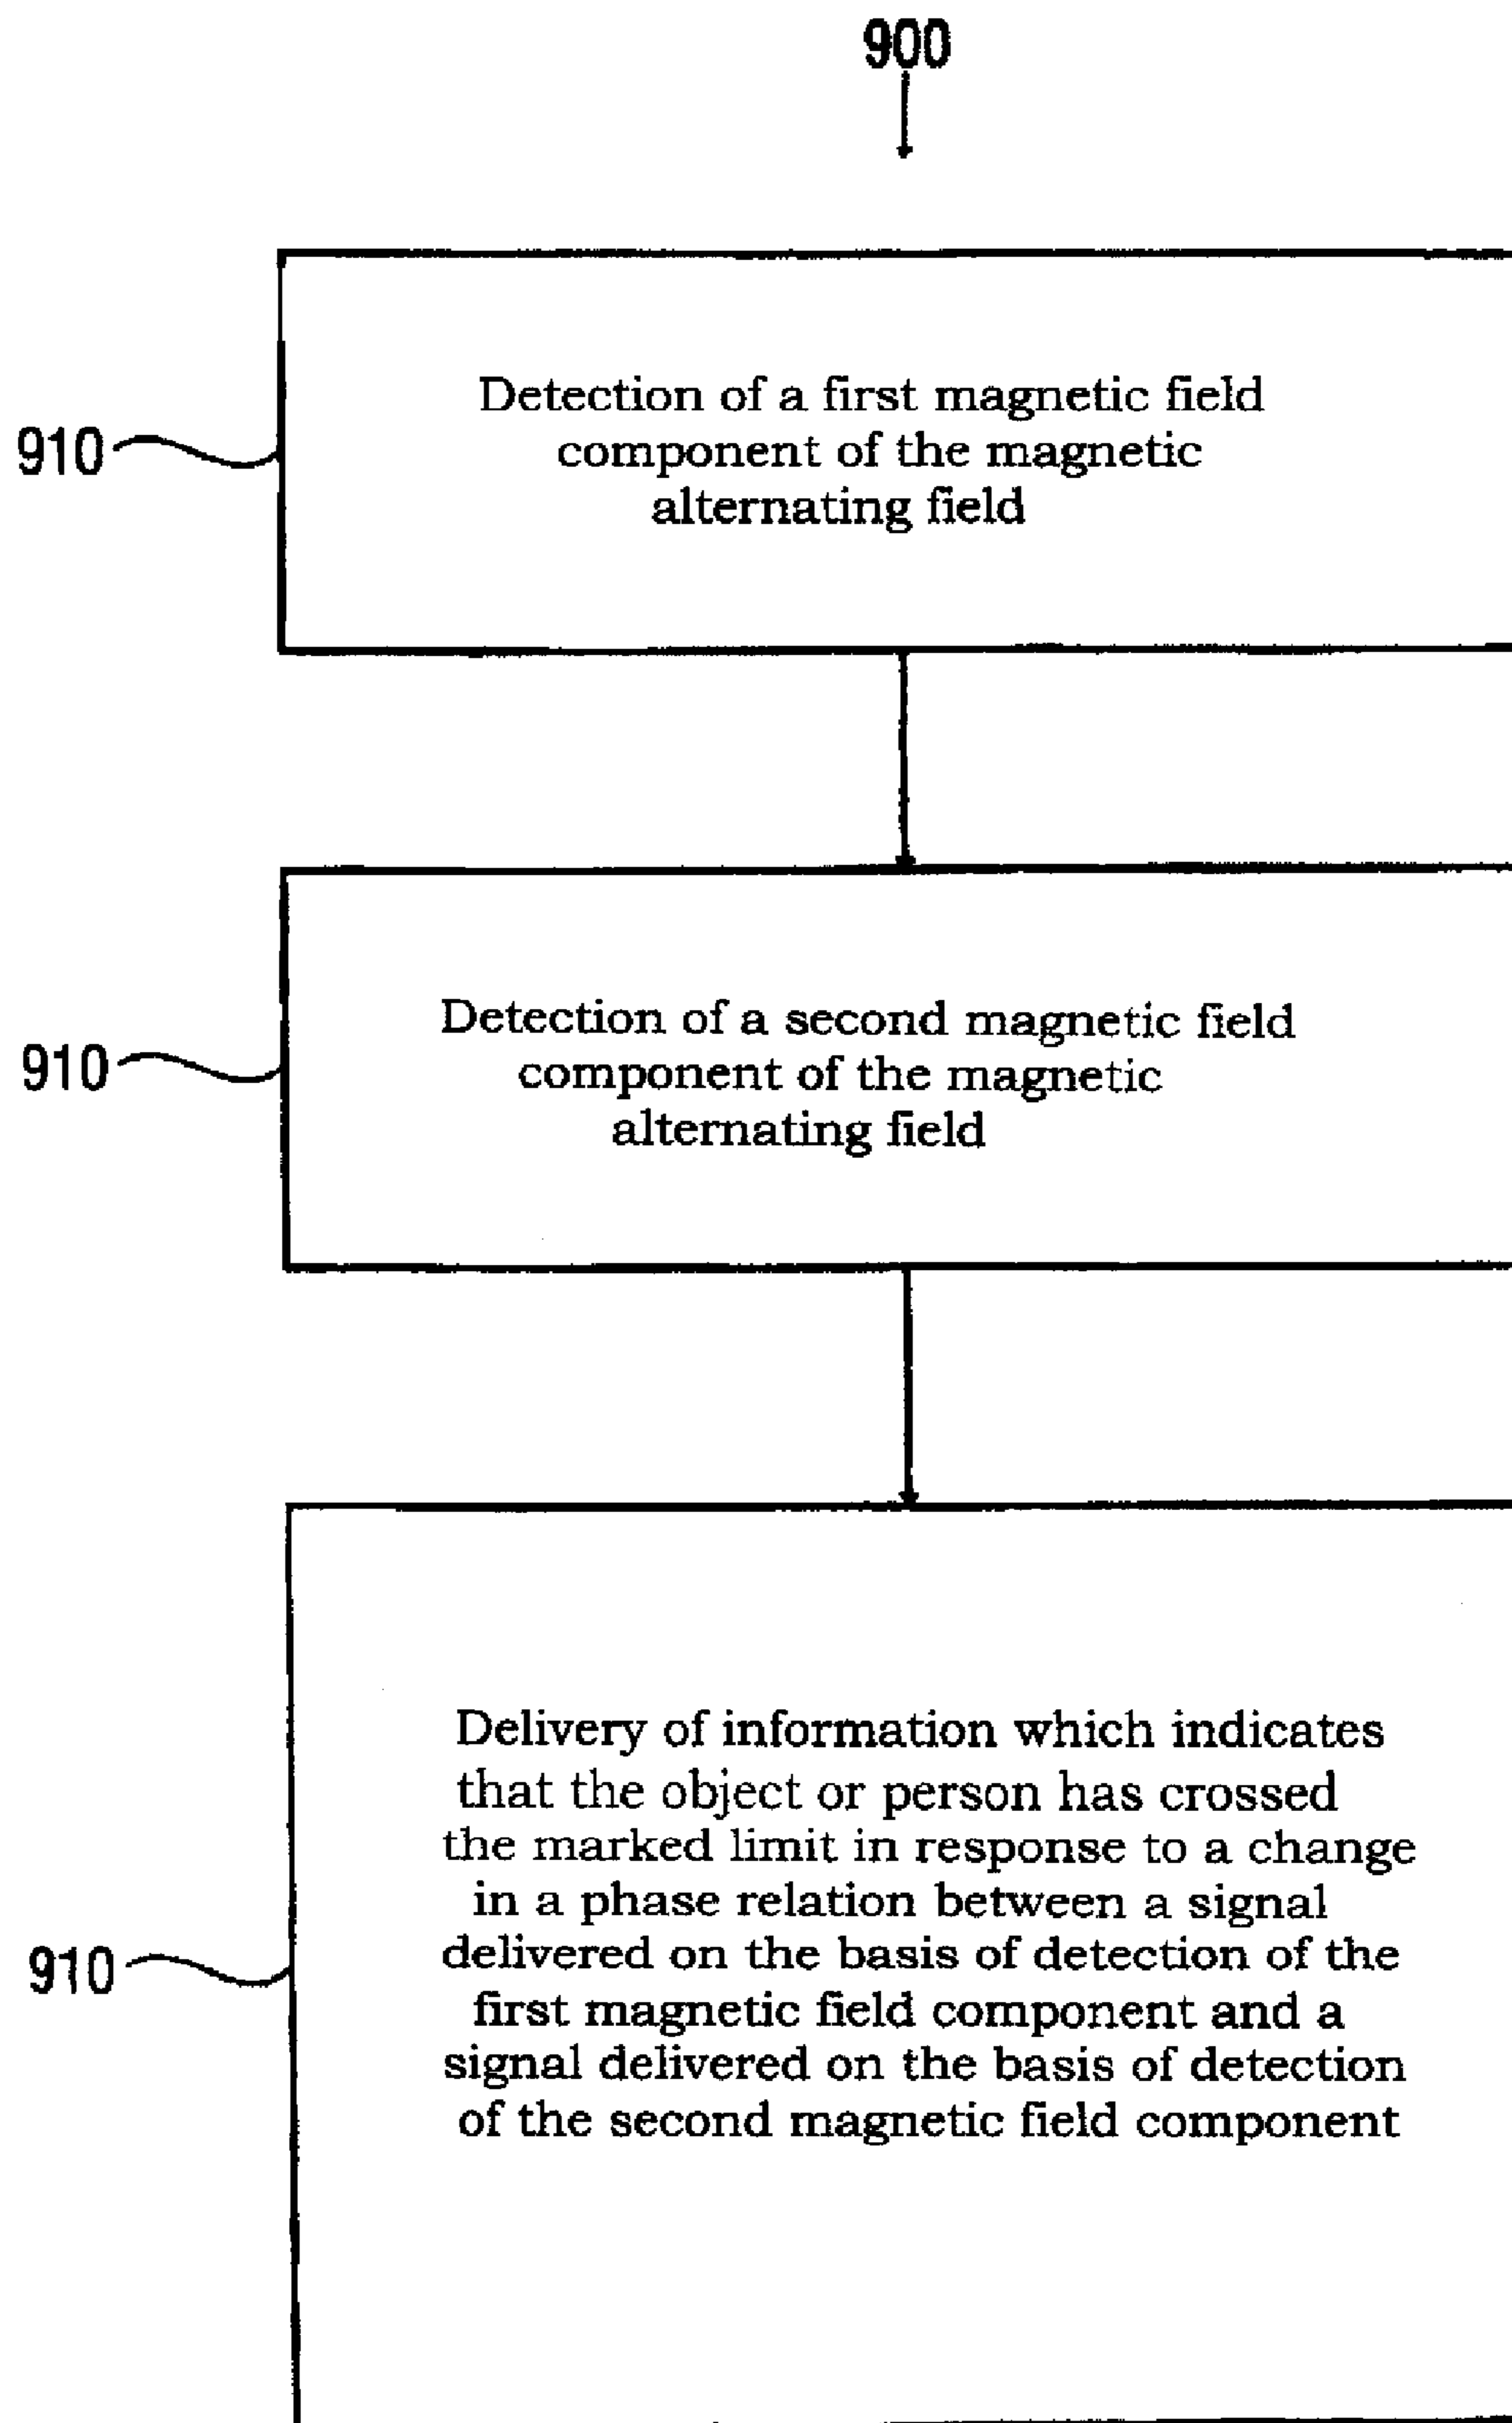 900
910
Detection of a first magnetic field
component of the magnetic
alternating field
910
Detection of a second magnetic field
component of the magnetic
alternating field
910
Delivery of information which indicates
that the object or person has crossed
the marked limit in response to a change
in a phase relation between a signal
delivered on the basis of detection of the
first magnetic field component and a
signal delivered on the basis of detection
of the second magnetic field component